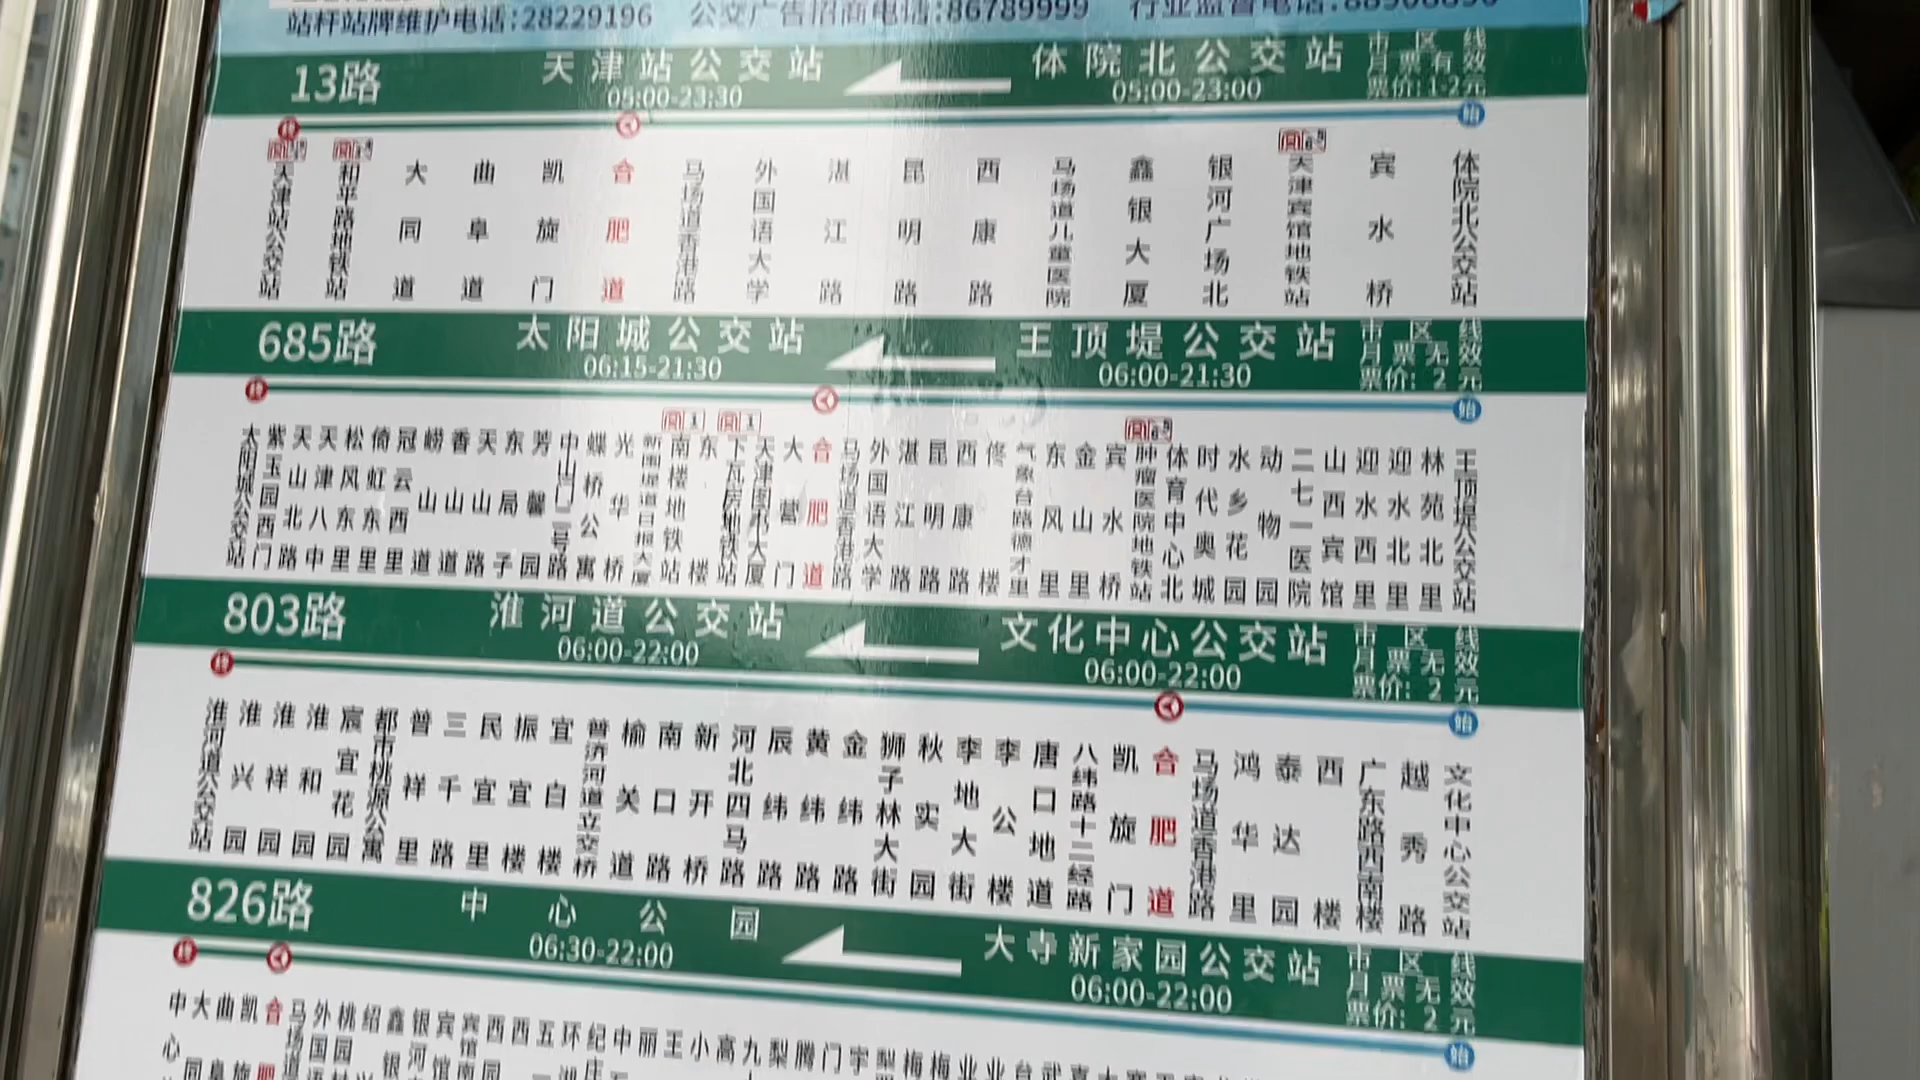 站杆站牌维护电话:28229196 公交广告招商电话:86789999
13路 天津站公交站 05:00-23:30 体院北公交站 05:00-23:00 市区线 月票有效 票价:1-2元
天津站公交站 和平路地铁站 大同道 曲阜道 凯旋门 合肥道 马场道香港路 外国语大学 湛江路 昆明路 西康路 马场道儿童医院 鑫银大厦 银河广场北 天津宾馆地铁站 宾水桥 体院北公交站
685路 太阳城公交站 06:15-21:30 王顶堤公交站 06:00-21:30 市区线 月票无效 票价:2元
太阳城公交站 紫玉园西门 天山北路 天津八中 松风东里 倚虹东里 冠云西里 崂山道 香山道 天山路 东局子 芳馨园 中山门二号路 蝶桥公寓 光华桥 新围堤道日报大厦 南楼地铁站 东楼 下瓦房地铁站 天津图书大厦 大营门 合肥道 马场道香港路 外国语大学 湛江路 昆明路 西康路 佟楼 气象台路德才里 东风里 金山里 宾水桥 肿瘤医院地铁站 体育中心北 时代奥城 水乡花园 动物园 二七一医院 山西宾馆 迎水西里 迎水北里 林苑北里 王顶堤公交站
803路 淮河道公交站 06:00-22:00 文化中心公交站 06:00-22:00 市区线 月票无效 票价:2元
淮河道公交站 淮兴园 淮祥园 淮和园 宸宜花园 都市桃源公寓 普祥里 三千路 民宜里 振宜楼 宜白楼 普济河道立交桥 榆关道 南口路 新开桥 河北四马路 辰纬路 黄纬路 金纬路 狮子林大街 秋实园 李地大街 李公楼 唐口地道 八纬路十二经路 凯旋门 合肥道 马场道香港路 鸿华里 泰达园 西楼 广东路西南楼 越秀路 文化中心公交站
826路 中心公园 06:30-22:00 大寺新家园公交站 06:00-22:00 市区线 月票无效 票价:2元